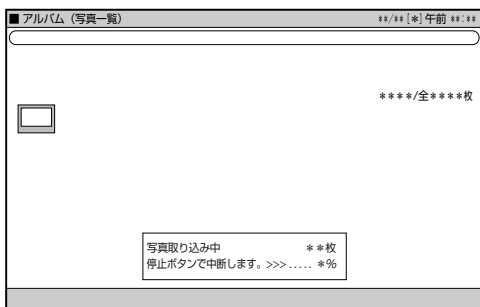 ■ アルバム（写真一覧） **/** [*] 午前 **:**
****/全****枚
写真取り込み中 **枚
停止ボタンで中断します。>>>..... *%